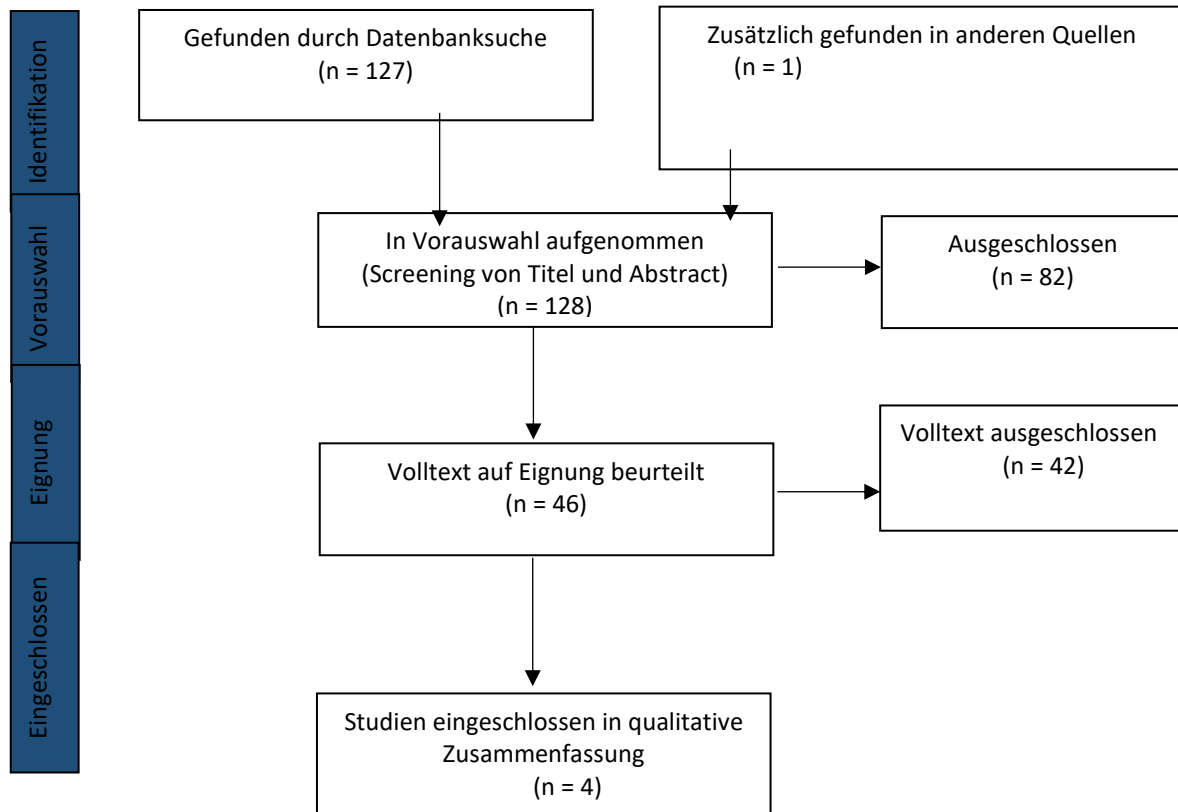 Identifikation
Gefunden durch Datenbanksuche
(n = 127)
Zusätzlich gefunden in anderen Quellen
(n = 1)
Vorauswahl
In Vorauswahl aufgenommen
(Screening von Titel und Abstract)
(n = 128)
Ausgeschlossen
(n = 82)
Eignung
Volltext auf Eignung beurteilt
(n = 46)
Volltext ausgeschlossen
(n = 42)
Eingeschlossen
Studien eingeschlossen in qualitative
Zusammenfassung
(n = 4)